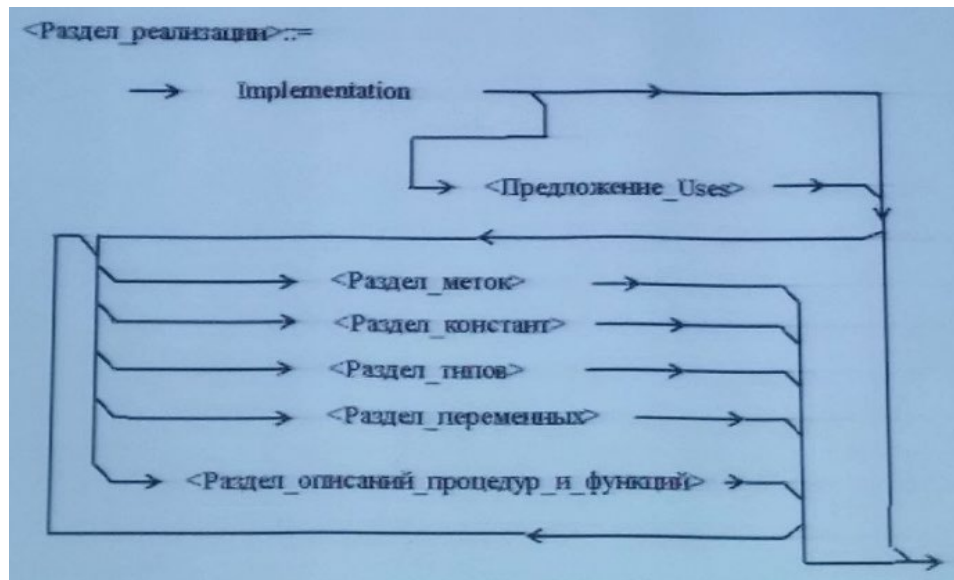 <Раздел_реализации>::=
Implementation
<Предложение_Uses>
<Раздел_меток>
<Раздел_констант>
<Раздел_типов>
<Раздел_переменных>
<Раздел_описаний_процедур_и_функций>